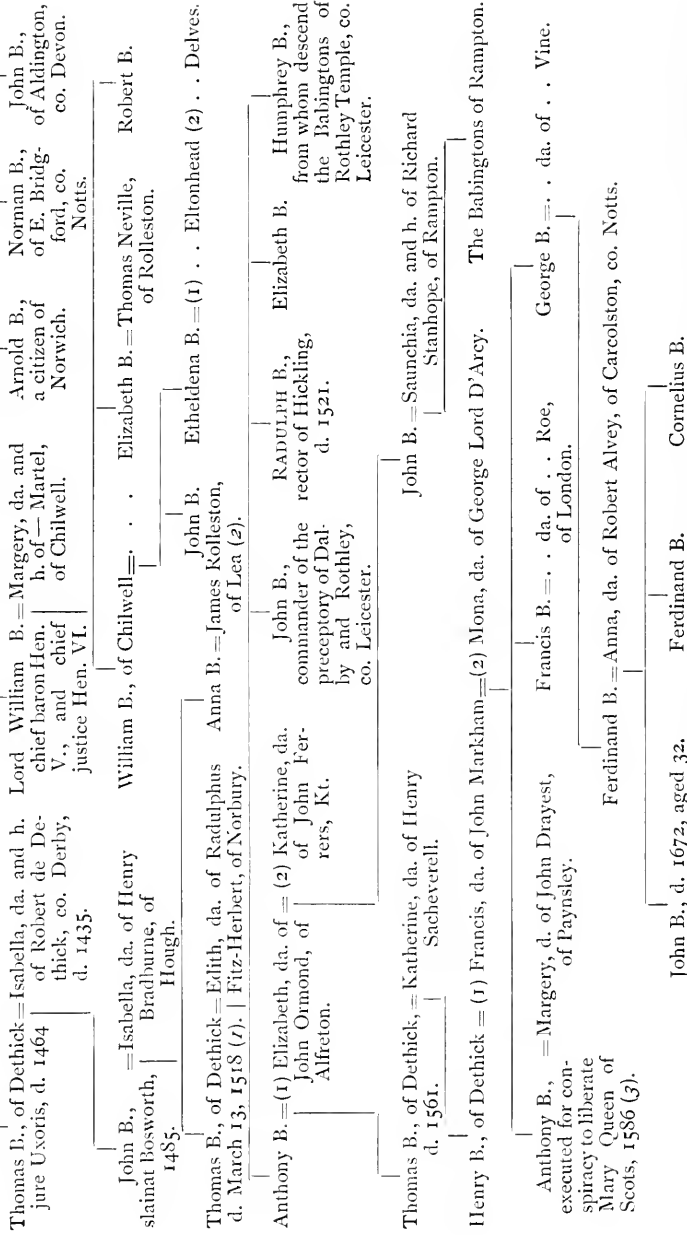 Thomas B., of Dethick = Isabella, da. and h.
jure Uxoris, d. 1464
of Robert de De-
thick, co. Derby,
d. 1435.
Lord William B. = Margery, da. and
chief baron Hen.
V., and chief
justice Hen. VI.
h. of — Martel,
of Chilwell.
Arnold B.,
a citizen of
Norwich.
Norman B.,
of E. Bridg-
ford, co.
Notts.
John B.,
of Aldington,
co. Devon.
John B., = Isabella, da. of Henry
slain at Bosworth,
1485.
Bradburne, of
Hough.
William B., of Chilwell = . . .
Elizabeth B. = Thomas Neville,
of Rolleston.
Robert B.
Thomas B., of Dethick = Edith, da. of Radulphus
d. March 13, 1518 (1). | Fitz-Herbert, of Norbury.
Anna B. = James Rolleston,
of Lea (2).
John B.
Etheldena B. = (1) . . Eltonhead (2) . . Delves.
Anthony B. = (1) Elizabeth, da. of = (2) Katherine, da.
John Ormond, of
Alfreton.
of John Fer-
rers, Kt.
John B.,
commander of the
preceptory of Dal-
by and Rothley,
co. Leicester.
RADULPH B.,
rector of Hickling,
d. 1521.
Elizabeth B.
Humphrey B.,
from whom descend
the Babingtons of
Rothley Temple, co.
Leicester.
Thomas B., of Dethick, = Katherine, da. of Henry
d. 1561.
Sacheverell.
John B. = Saunchia, da. and h. of Richard
Stanhope, of Rampton.
Henry B., of Dethick = (1) Francis, da. of John Markham = (2) Mona, da. of George Lord D'Arcy.
The Babingtons of Rampton.
Anthony B., = Margery, d. of John Drayest,
executed for con-
spiracy to liberate
Mary Queen of
Scots, 1586 (3).
of Paynsley.
Francis B. = . . da. of . . Roe,
of London.
George B. = . . da. of . . Vine.
Ferdinand B. = Anna, da. of Robert Alvey, of Carcolston, co. Notts.
John B., d. 1672, aged 32.
Ferdinand B.
Cornelius B.